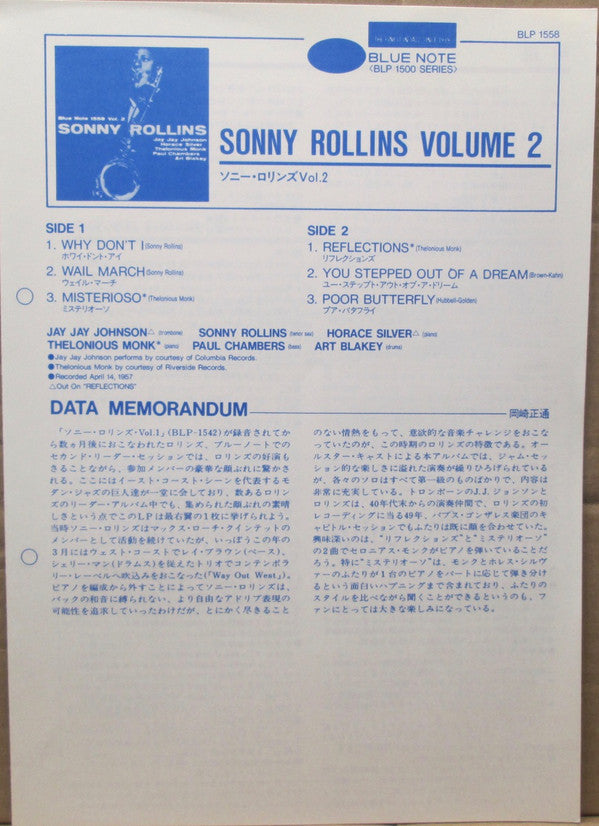 BLP 1558
THE FINEST IN JAZZ SINCE 1939
BLUE NOTE
〈BLP 1500 SERIES〉
Blue Note 1558 Vol. 2
SONNY ROLLINS
Jay Jay Johnson
Horace Silver
Thelonious Monk
Paul Chambers
Art Blakey
SONNY ROLLINS VOLUME 2
ソニー・ロリンズVol.2
SIDE 1
1. WHY DON'T I (Sonny Rollins)
ホワイ・ドント・アイ
2. WAIL MARCH (Sonny Rollins)
ウェイル・マーチ
3. MISTERIOSO* (Thelonious Monk)
ミステリオーソ
SIDE 2
1. REFLECTIONS* (Thelonious Monk)
リフレクションズ
2. YOU STEPPED OUT OF A DREAM (Brown-Kahn)
ユー・ステップト・アウト・オブ・ア・ドリーム
3. POOR BUTTERFLY (Hubbell-Golden)
プア・バタフライ
JAY JAY JOHNSON△ (trombone) SONNY ROLLINS (tenor sax) HORACE SILVER△ (piano)
THELONIOUS MONK* (piano) PAUL CHAMBERS (bass) ART BLAKEY (drums)
●Jay Jay Johnson performs by courtesy of Columbia Records.
●Thelonious Monk by courtesy of Riverside Records.
●Recorded April 14, 1957
△Out On "REFLECTIONS"
DATA MEMORANDUM
岡崎正通
「ソニー・ロリンズ・Vol.1」(BLP-1542)が録音されてか
ら数ヵ月後におこなわれたロリンズ、ブルーノートでの
セカンド・リーダー・セッションでは、ロリンズの好演も
さることながら、参加メンバーの豪華な顔ぶれに驚かさ
れる。ここにはイースト・コースト・シーンを代表するモ
ダン・ジャズの巨人達が一堂に会しており、数あるロリン
ズのリーダー・アルバム中でも、集められた顔ぶれの素晴
しさという点でこのLPは最右翼の1枚に挙げられよう。
当時ソニー・ロリンズはマックス・ローチ・クインテットの
メンバーとして活動を続けていたが、いっぽうこの年の
3月にはウェスト・コーストでレイ・ブラウン(ベース)、
シェリー・マン(ドラムス)を従えたトリオでコンテンポラ
リー・レーベルへ吹込みをおこなった(「Way Out West」)。
ピアノを編成から外すことによってソニー・ロリンズは、
バックの和音に縛られない、より自由なアドリブ表現の
可能性を追求していったわけだが、とにかく尽きること
のない情熱をもって、意欲的な音楽チャレンジをおこな
っていたのが、この時期のロリンズの特徴である。オー
ルスター・キャストによる本アルバムでは、ジャム・セッ
ション的な楽しさに溢れた演奏が繰りひろげられている
が、各々のソロはすべて第一級のものばかりで、内容は
非常に充実している。トロンボーンのJ.J.ジョンソンと
ロリンズは、40年代末からの演奏仲間で、ロリンズの初
レコーディングに当る49年、バブス・ゴンザレス楽団のキ
ャピトル・セッションでもふたりは既に顔を合わせていた。
興味深いのは、"リフレクションズ"と"ミステリオーソ"
の2曲でセロニアス・モンクがピアノを弾いていることだ
ろう。特に"ミステリオーソ"は、モンクとホレス・シルヴ
ァーのふたりが1台のピアノをパートに応じて弾き分け
るという面白いハプニングまで含まれており、ふたりの
スタイルを比べながら聞くことができるというのも、フ
ァンにとっては大きな楽しみになっている。